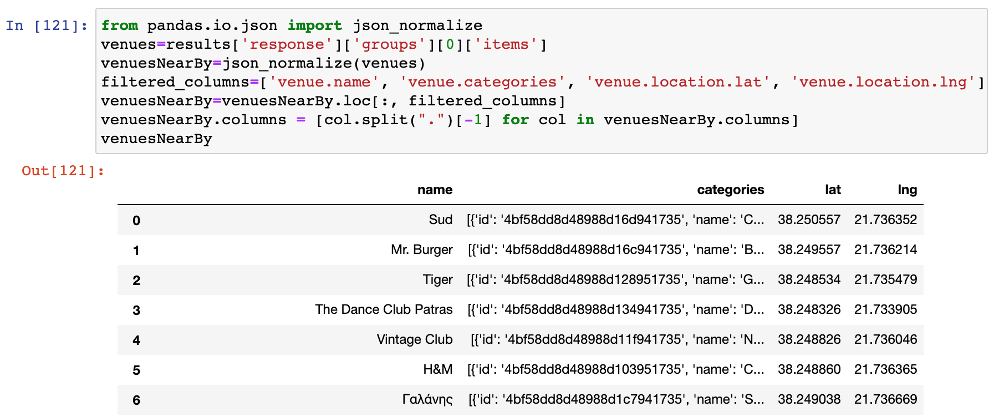 In [121]: from pandas.io.json import json_normalize
venues=results['response']['groups'][0]['items']
venuesNearBy=json_normalize(venues)
filtered_columns=['venue.name', 'venue.categories', 'venue.location.lat', 'venue.location.lng']
venuesNearBy=venuesNearBy.loc[:, filtered_columns]
venuesNearBy.columns = [col.split(".")[-1] for col in venuesNearBy.columns]
venuesNearBy
Out[121]:
name categories lat lng
0 Sud [{'id': '4bf58dd8d48988d16d941735', 'name': 'C... 38.250557 21.736352
1 Mr. Burger [{'id': '4bf58dd8d48988d16c941735', 'name': 'B... 38.249557 21.736214
2 Tiger [{'id': '4bf58dd8d48988d128951735', 'name': 'G... 38.248534 21.735479
3 The Dance Club Patras [{'id': '4bf58dd8d48988d134941735', 'name': 'D... 38.248326 21.733905
4 Vintage Club [{'id': '4bf58dd8d48988d11f941735', 'name': 'N... 38.248826 21.736046
5 H&M [{'id': '4bf58dd8d48988d103951735', 'name': 'C... 38.248860 21.736365
6 Γαλάνης [{'id': '4bf58dd8d48988d1c7941735', 'name': 'S... 38.249038 21.736669